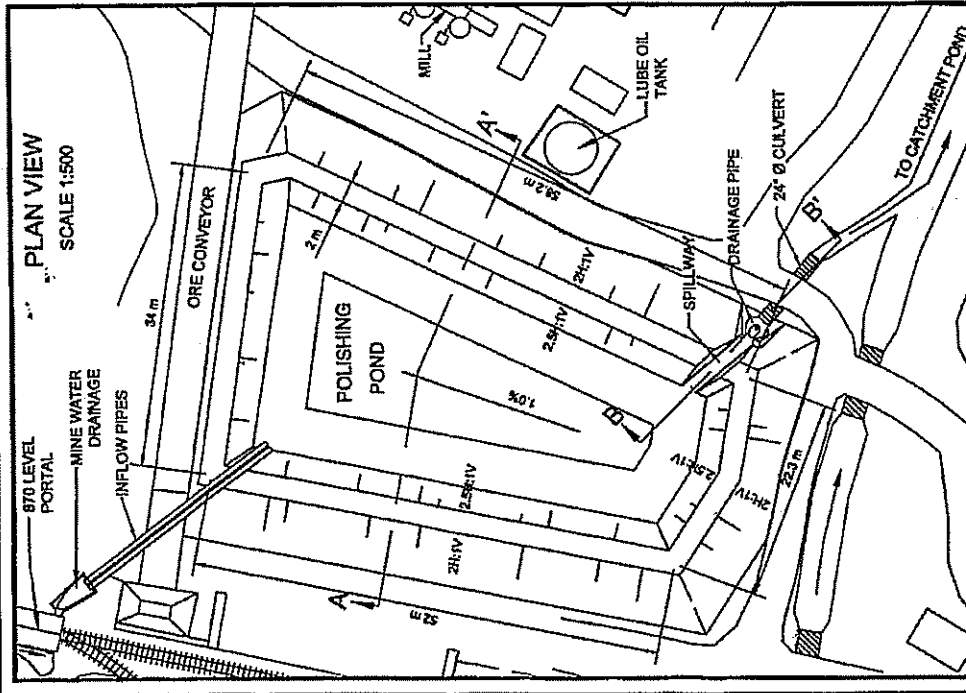 PLAN VIEW
SCALE 1:500
870 LEVEL
PORTAL
MINE WATER
DRAINAGE
INFLOW PIPES
34 m
ORE CONVEYOR
MILL
LUBE OIL
TANK
A'
58.2 m
2 m
2H:1V
2.5H:1V
POLISHING
POND
1.0%
SPILLWAY
DRAINAGE PIPE
24" Ø CULVERT
B'
TO CATCHMENT POND
B
2.5H:1V
2H:1V
A
52 m
2.5H:1V
2H:1V
22.3 m